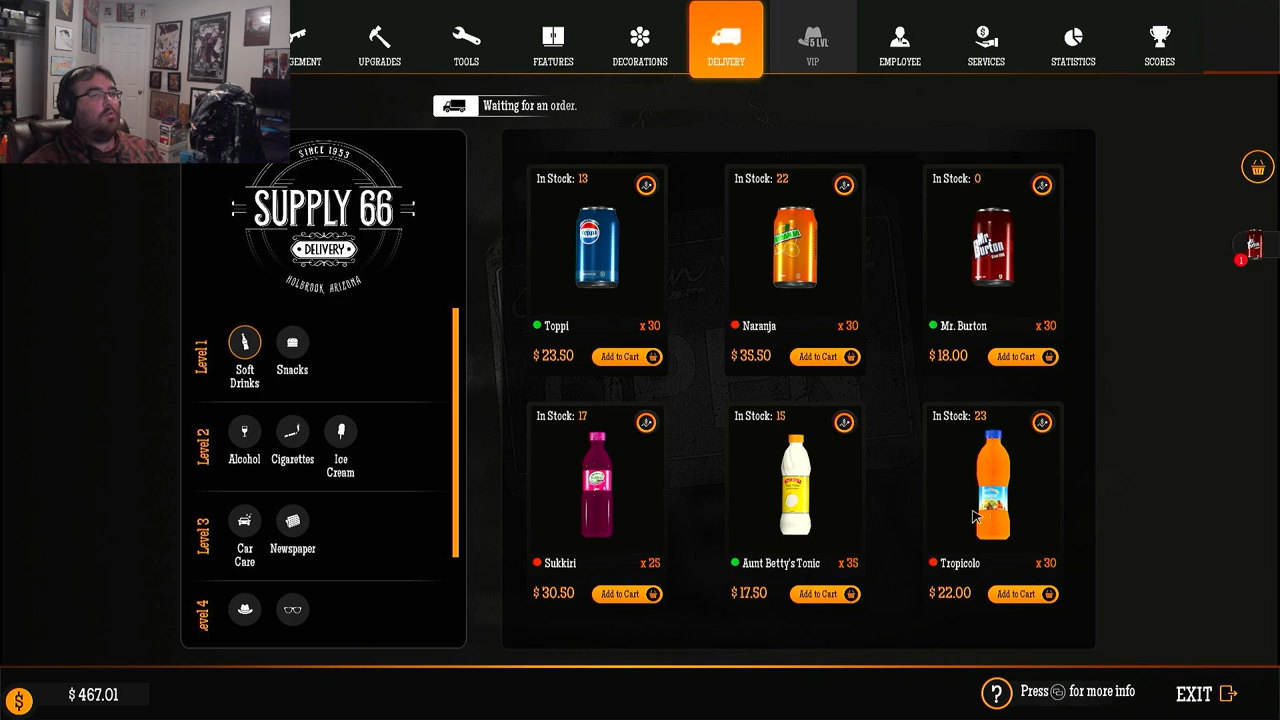 EMENT
UPGRADES
TOOLS
FEATURES
DECORATIONS
DELIVERY
5 LVL
VIP
EMPLOYEE
SERVICES
STATISTICS
SCORES
Waiting for an order.
SINCE 1953
SUPPLY 66
DELIVERY
HOLBROOK, ARIZONA
Level 1
Soft
Drinks
Snacks
Level 2
Alcohol
Cigarettes
Ice
Cream
Level 3
Car
Care
Newspaper
Level 4
In Stock: 13
Toppi x 30
$ 23.50 Add to Cart
In Stock: 22
Naranja x 30
$ 35.50 Add to Cart
In Stock: 0
Mr. Burton
Mr. Burton x 30
$ 18.00 Add to Cart
In Stock: 17
Sukkiri x 25
$ 30.50 Add to Cart
In Stock: 15
Aunt Betty's Tonic x 35
$ 17.50 Add to Cart
In Stock: 23
Tropicolo x 30
$ 22.00 Add to Cart
1
$ $ 467.01
? Press for more info
EXIT